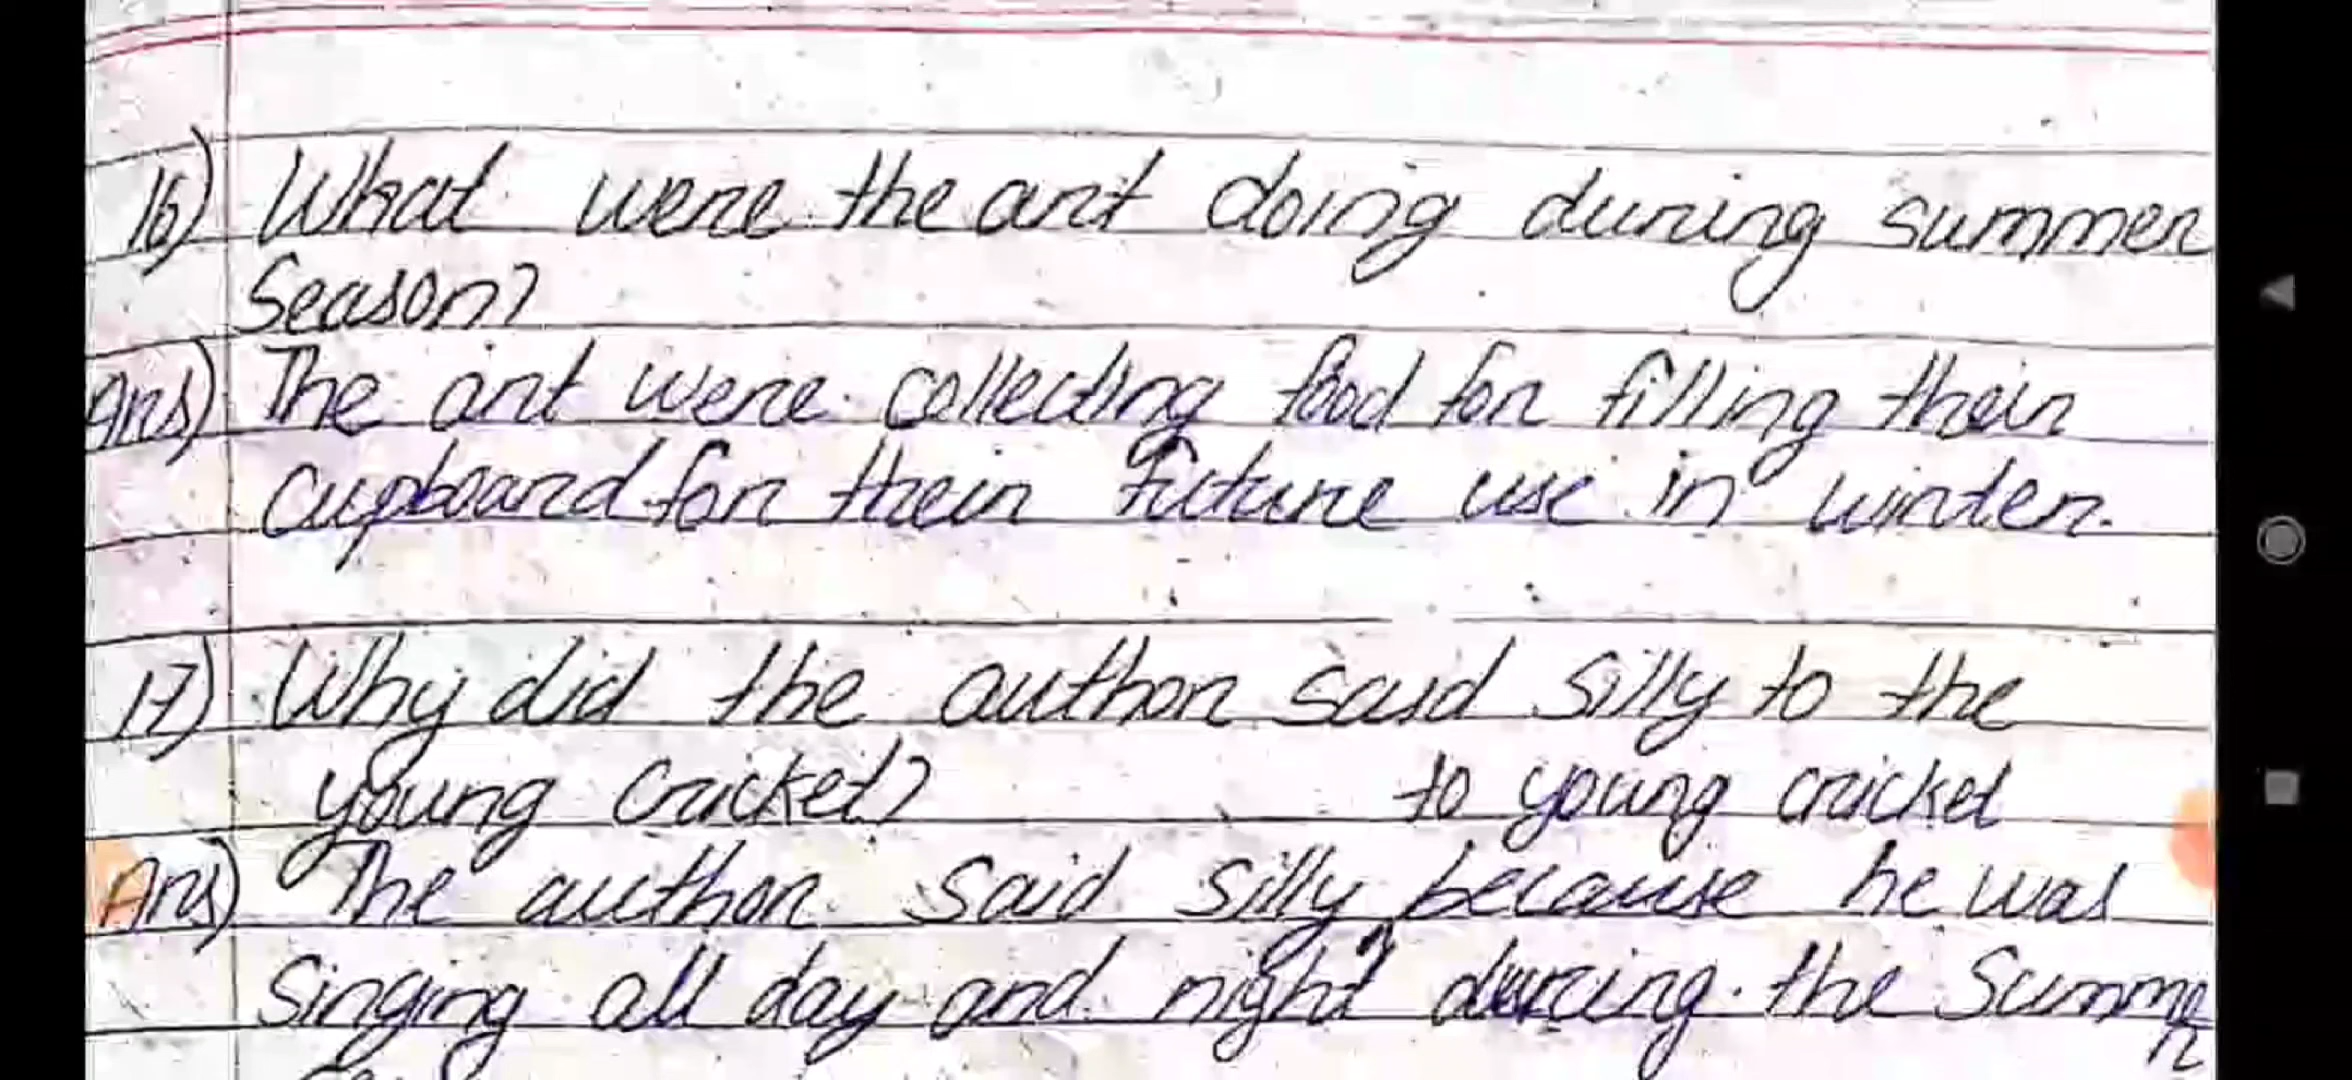 16) What were the ant doing during summer
Season?
Ans) The ant were collecting food for filling their
cupboard for their future use in winter.
17) Why did the author said silly to the
young cricket?
to young cricket
Ans) The author said silly because he was
singing all day and night during the Summer